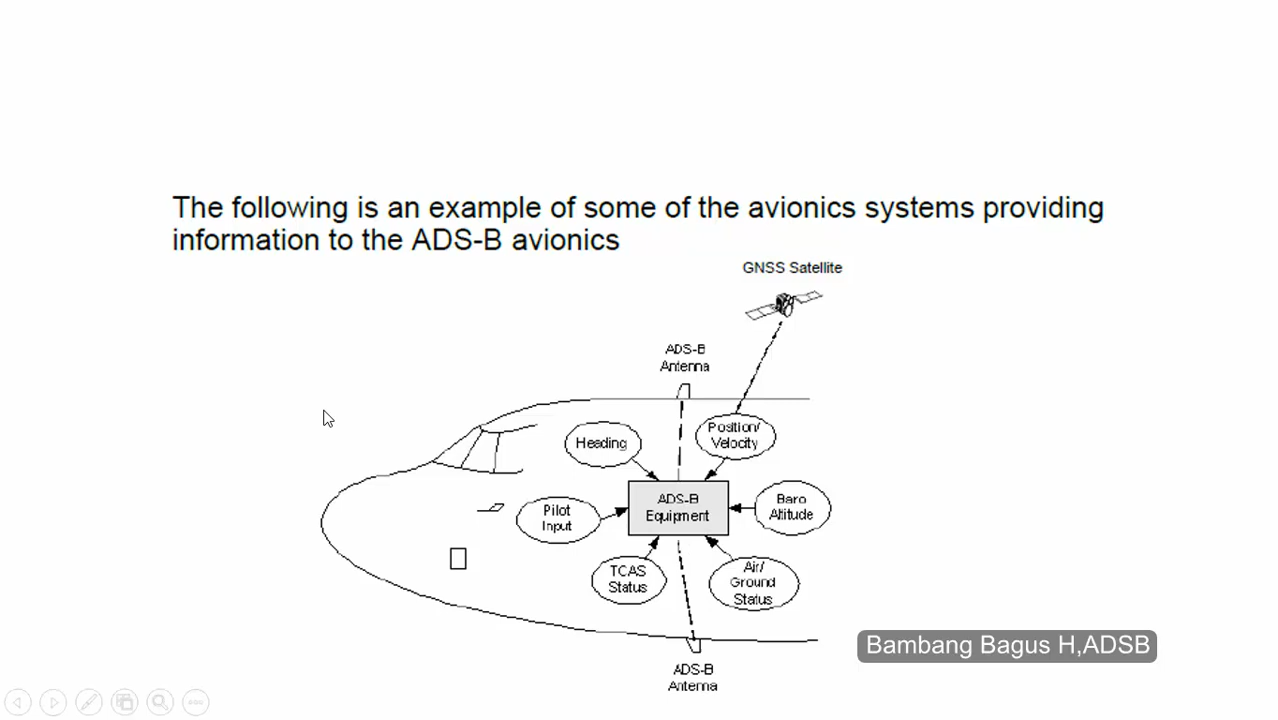 The following is an example of some of the avionics systems providing
information to the ADS-B avionics
GNSS Satellite
ADS-B
Antenna
Heading
Position/
Velocity
Pilot
Input
ADS-B
Equipment
Baro
Altitude
TCAS
Status
Air/
Ground
Status
Bambang Bagus H,ADSB
ADS-B
Antenna